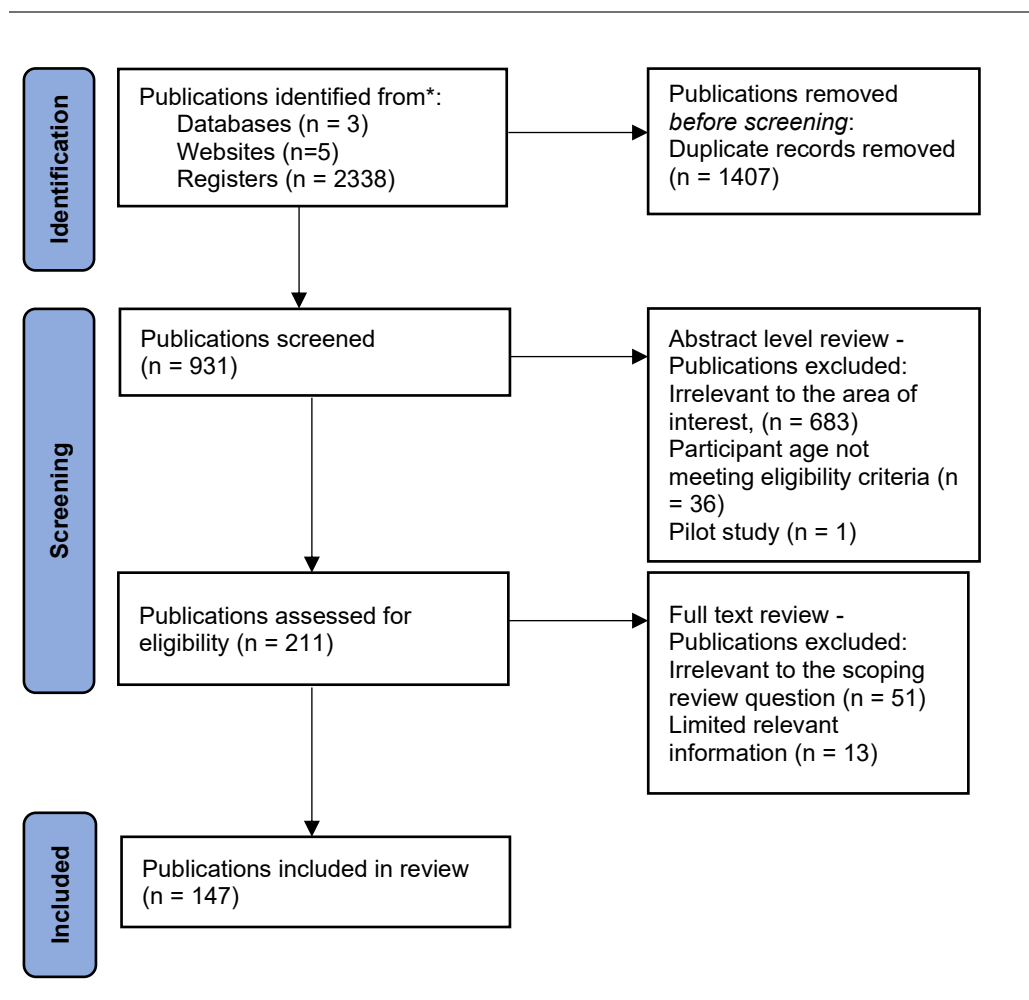 Identification
Publications identified from*:
Databases (n = 3)
Websites (n=5)
Registers (n = 2338)
Publications removed
before screening:
Duplicate records removed
(n = 1407)
Screening
Publications screened
(n = 931)
Abstract level review -
Publications excluded:
Irrelevant to the area of
interest, (n = 683)
Participant age not
meeting eligibility criteria (n
= 36)
Pilot study (n = 1)
Publications assessed for
eligibility (n = 211)
Full text review -
Publications excluded:
Irrelevant to the scoping
review question (n = 51)
Limited relevant
information (n = 13)
Included
Publications included in review
(n = 147)